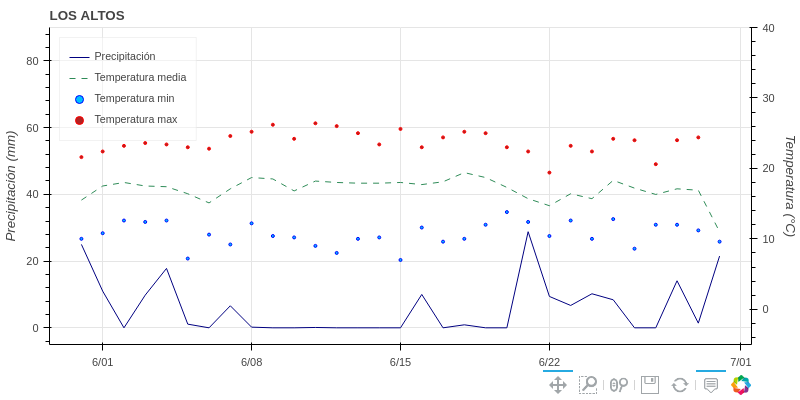 LOS ALTOS
Precipitación
Temperatura media
Temperatura min
Temperatura max
Precipitación (mm)
80
60
40
20
0
Temperatura (°C)
40
30
20
10
0
6/01
6/08
6/15
6/22
7/01